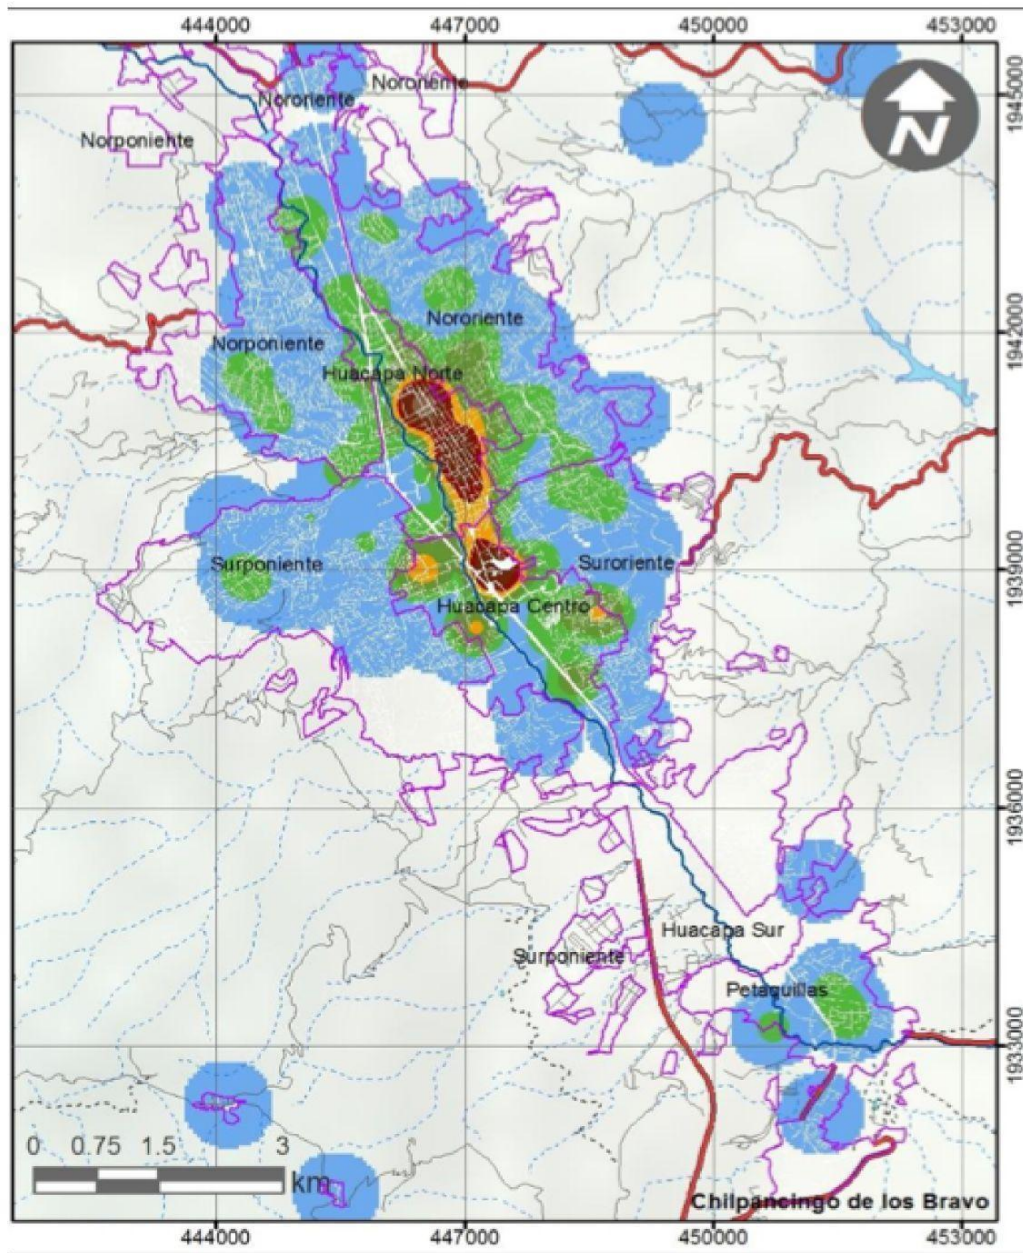 444000 447000 450000 453000
Nororiente
Nororiente
Norponiente
N
1945000
Nororiente
1942000
Norponiente
Huacapa Norte
Surponiente
Suroriente
1939000
Huacapa Centro
1936000
Huacapa Sur
Surponiente
Petaquillas
1933000
0 0.75 1.5 3
km
Chilpancingo de los Bravo
444000 447000 450000 453000